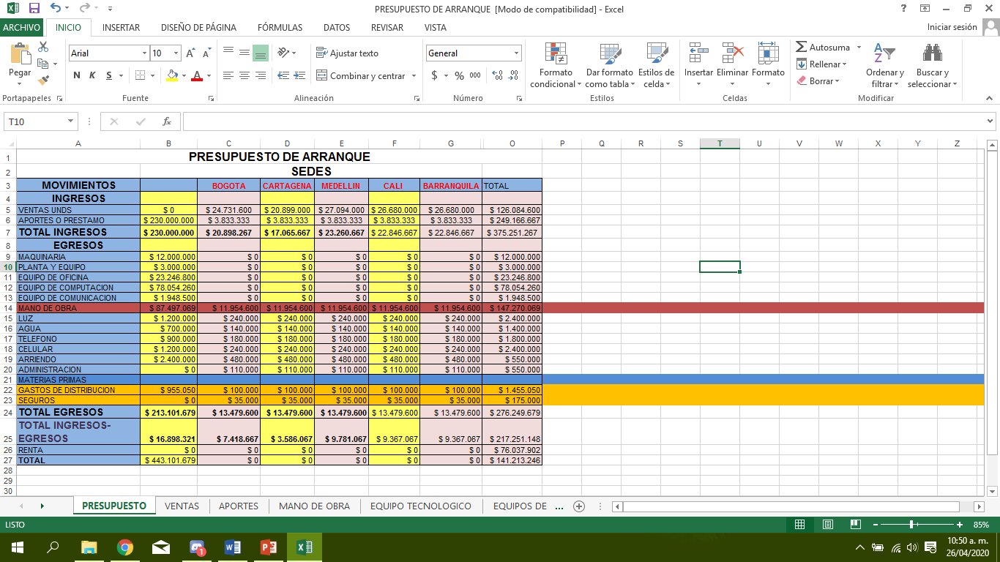 PRESUPUESTO DE ARRANQUE [Modo de compatibilidad] - Excel
?
ARCHIVO INICIO INSERTAR DISEÑO DE PÁGINA FÓRMULAS DATOS REVISAR VISTA Iniciar sesión
Pegar
Arial 10 A A
N K S A
Ajustar texto
Combinar y centrar
General
$ % 000
Formato condicional
Dar formato como tabla
Estilos de celda
Insertar Eliminar Formato
Autosuma
Rellenar
Borrar
Ordenar y filtrar
Buscar y seleccionar
Portapapeles Fuente Alineación Número Estilos Celdas Modificar
T10 fx
A B C D E F G O P Q R S T U V W X Y Z
1 PRESUPUESTO DE ARRANQUE
2 SEDES
3 MOVIMIENTOS BOGOTA CARTAGENA MEDELLIN CALI BARRANQUILA TOTAL
4 INGRESOS
5 VENTAS UNDS $ 0 $ 24.731.600 $ 20.899.000 $ 27.094.000 $ 26.680.000 $ 26.680.000 $ 126.084.600
6 APORTES O PRESTAMO $ 230.000.000 $ 3.833.333 $ 3.833.333 $ 3.833.333 $ 3.833.333 $ 3.833.333 $ 249.166.667
7 TOTAL INGRESOS $ 230.000.000 $ 20.898.267 $ 17.065.667 $ 23.260.667 $ 22.846.667 $ 22.846.667 $ 375.251.267
8 EGRESOS
9 MAQUINARIA $ 12.000.000 $ 0 $ 0 $ 0 $ 0 $ 0 $ 12.000.000
10 PLANTA Y EQUIPO $ 3.000.000 $ 0 $ 0 $ 0 $ 0 $ 0 $ 3.000.000
11 EQUIPO DE OFICINA $ 23.246.800 $ 0 $ 0 $ 0 $ 0 $ 0 $ 23.246.800
12 EQUIPO DE COMPUTACION $ 78.054.260 $ 0 $ 0 $ 0 $ 0 $ 0 $ 78.054.260
13 EQUIPO DE COMUNICACION $ 1.948.500 $ 0 $ 0 $ 0 $ 0 $ 0 $ 1.948.500
14 MANO DE OBRA $ 87.497.069 $ 11.954.600 $ 11.954.600 $ 11.954.600 $ 11.954.600 $ 11.954.600 $ 147.270.069
15 LUZ $ 1.200.000 $ 240.000 $ 240.000 $ 240.000 $ 240.000 $ 240.000 $ 2.400.000
16 AGUA $ 700.000 $ 140.000 $ 140.000 $ 140.000 $ 140.000 $ 140.000 $ 1.400.000
17 TELEFONO $ 900.000 $ 180.000 $ 180.000 $ 180.000 $ 180.000 $ 180.000 $ 1.800.000
18 CELULAR $ 1.200.000 $ 240.000 $ 240.000 $ 240.000 $ 240.000 $ 240.000 $ 2.400.000
19 ARRIENDO $ 2.400.000 $ 480.000 $ 480.000 $ 480.000 $ 480.000 $ 480.000 $ 550.000
20 ADMINISTRACION $ 0 $ 110.000 $ 110.000 $ 110.000 $ 110.000 $ 110.000 $ 550.000
21 MATERIAS PRIMAS
22 GASTOS DE DISTRIBUCION $ 955.050 $ 100.000 $ 100.000 $ 100.000 $ 100.000 $ 100.000 $ 1.455.050
23 SEGUROS $ 0 $ 35.000 $ 35.000 $ 35.000 $ 35.000 $ 35.000 $ 175.000
24 TOTAL EGRESOS $ 213.101.679 $ 13.479.600 $ 13.479.600 $ 13.479.600 $ 13.479.600 $ 13.479.600 $ 276.249.679
TOTAL INGRESOS-
25 EGRESOS $ 16.898.321 $ 7.418.667 $ 3.586.067 $ 9.781.067 $ 9.367.067 $ 9.367.067 $ 217.251.148
26 RENTA $ 0 $ 0 $ 0 $ 0 $ 0 $ 0 $ 76.037.902
27 TOTAL $ 443.101.679 $ 0 $ 0 $ 0 $ 0 $ 0 $ 141.213.246
28
29
30
PRESUPUESTO VENTAS APORTES MANO DE OBRA EQUIPO TECNOLOGICO EQUIPOS DE ...
LISTO 85%
1
10:50 a. m.
26/04/2020